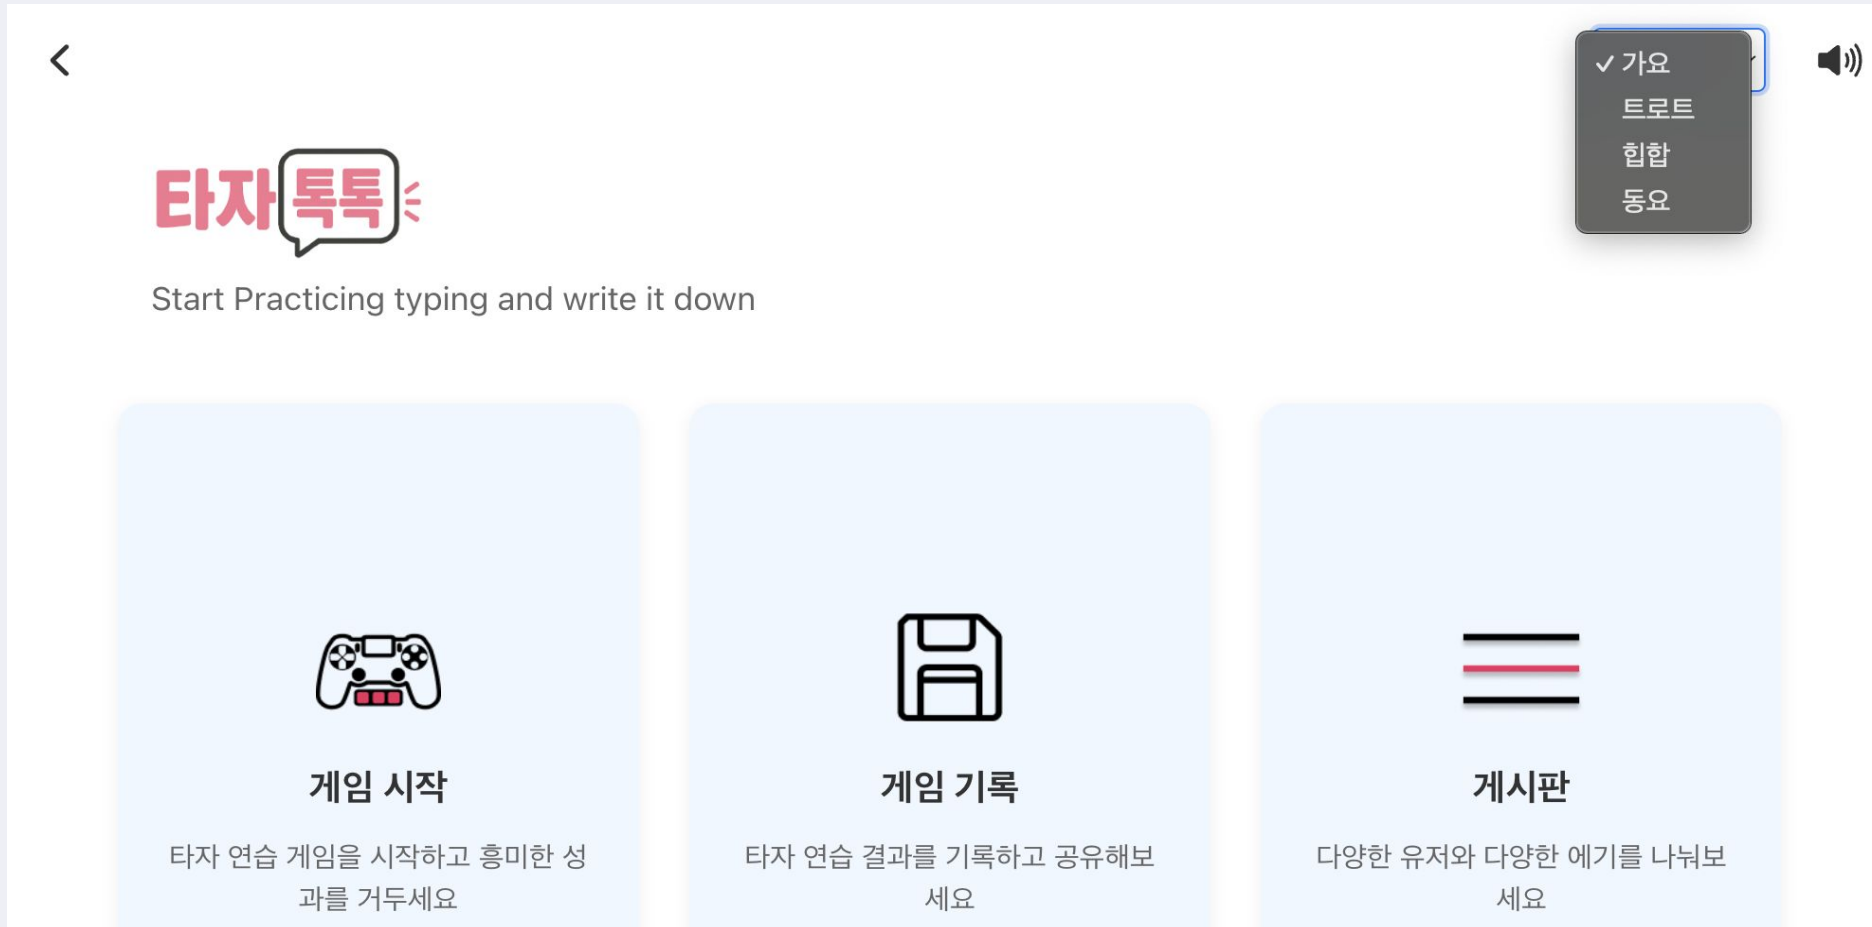 가요
트로트
힙합
동요
타자톡톡
Start Practicing typing and write it down
게임 시작
타자 연습 게임을 시작하고 흥미한 성
과를 거두세요
게임 기록
타자 연습 결과를 기록하고 공유해보
세요
게시판
다양한 유저와 다양한 에기를 나눠보
세요